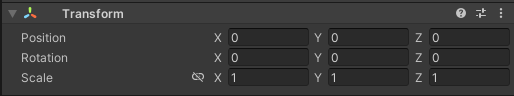 Transform
Position X 0 Y 0 Z 0
Rotation X 0 Y 0 Z 0
Scale X 1 Y 1 Z 1